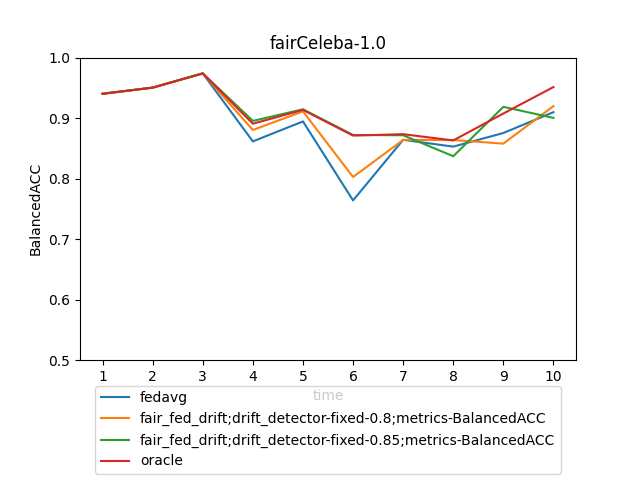 fairCeleba-1.0
1.0
0.9
0.8
0.7
0.6
0.5
BalancedACC
1 2 3 4 5 6 7 8 9 10
time
fedavg
fair_fed_drift;drift_detector-fixed-0.8;metrics-BalancedACC
fair_fed_drift;drift_detector-fixed-0.85;metrics-BalancedACC
oracle